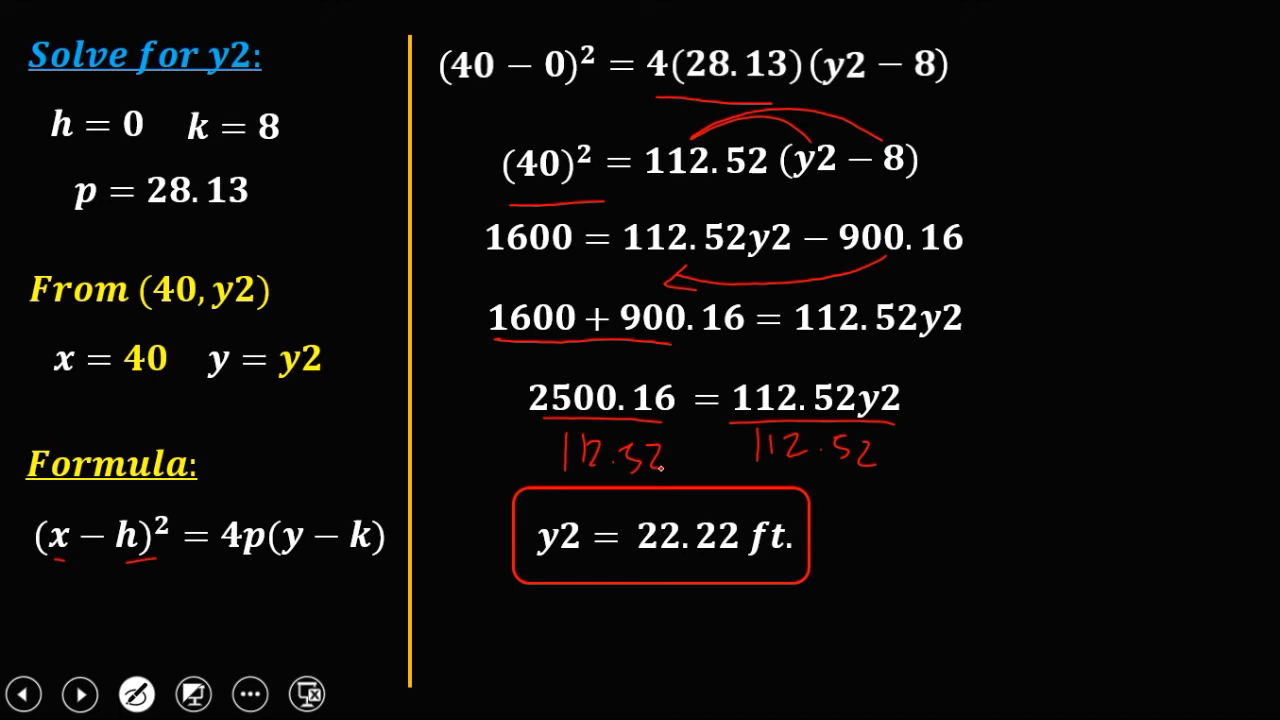 Solve for y2:
h = 0 k = 8
p = 28.13
From (40, y2)
x = 40 y = y2
Formula:
(x − h)² = 4p(y − k)
(40 − 0)² = 4(28.13)(y2 − 8)
(40)² = 112.52 (y2 − 8)
1600 = 112.52y2 − 900.16
1600 + 900.16 = 112.52y2
2500.16 = 112.52y2
112.52 112.52
y2 = 22.22 ft.